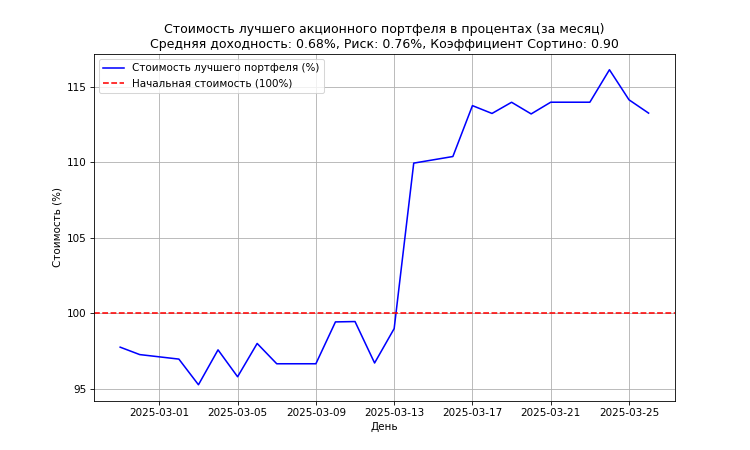 Стоимость лучшего акционного портфеля в процентах (за месяц)
Средняя доходность: 0.68%, Риск: 0.76%, Коэффициент Сортино: 0.90
Стоимость лучшего портфеля (%)
Начальная стоимость (100%)
Стоимость (%)
115
110
105
100
95
2025-03-01
2025-03-05
2025-03-09
2025-03-13
2025-03-17
2025-03-21
2025-03-25
День